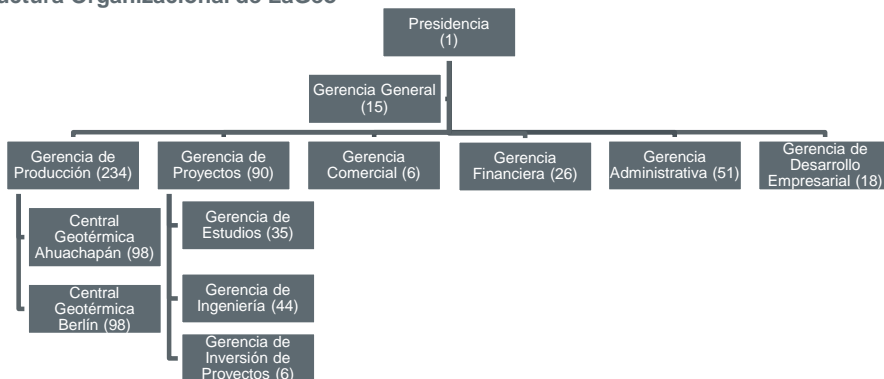 Organizacional de LaGeo
Presidencia
(1)
Gerencia General
(15)
Gerencia de
Producción (234)
Gerencia de
Proyectos (90)
Gerencia
Comercial (6)
Gerencia
Financiera (26)
Gerencia
Administrativa (51)
Gerencia de
Desarrollo
Empresarial (18)
Central
Geotérmica
Ahuachapán (98)
Central
Geotérmica
Berlín (98)
Gerencia de
Estudios (35)
Gerencia de
Ingeniería (44)
Gerencia de
Inversión de
Proyectos (6)